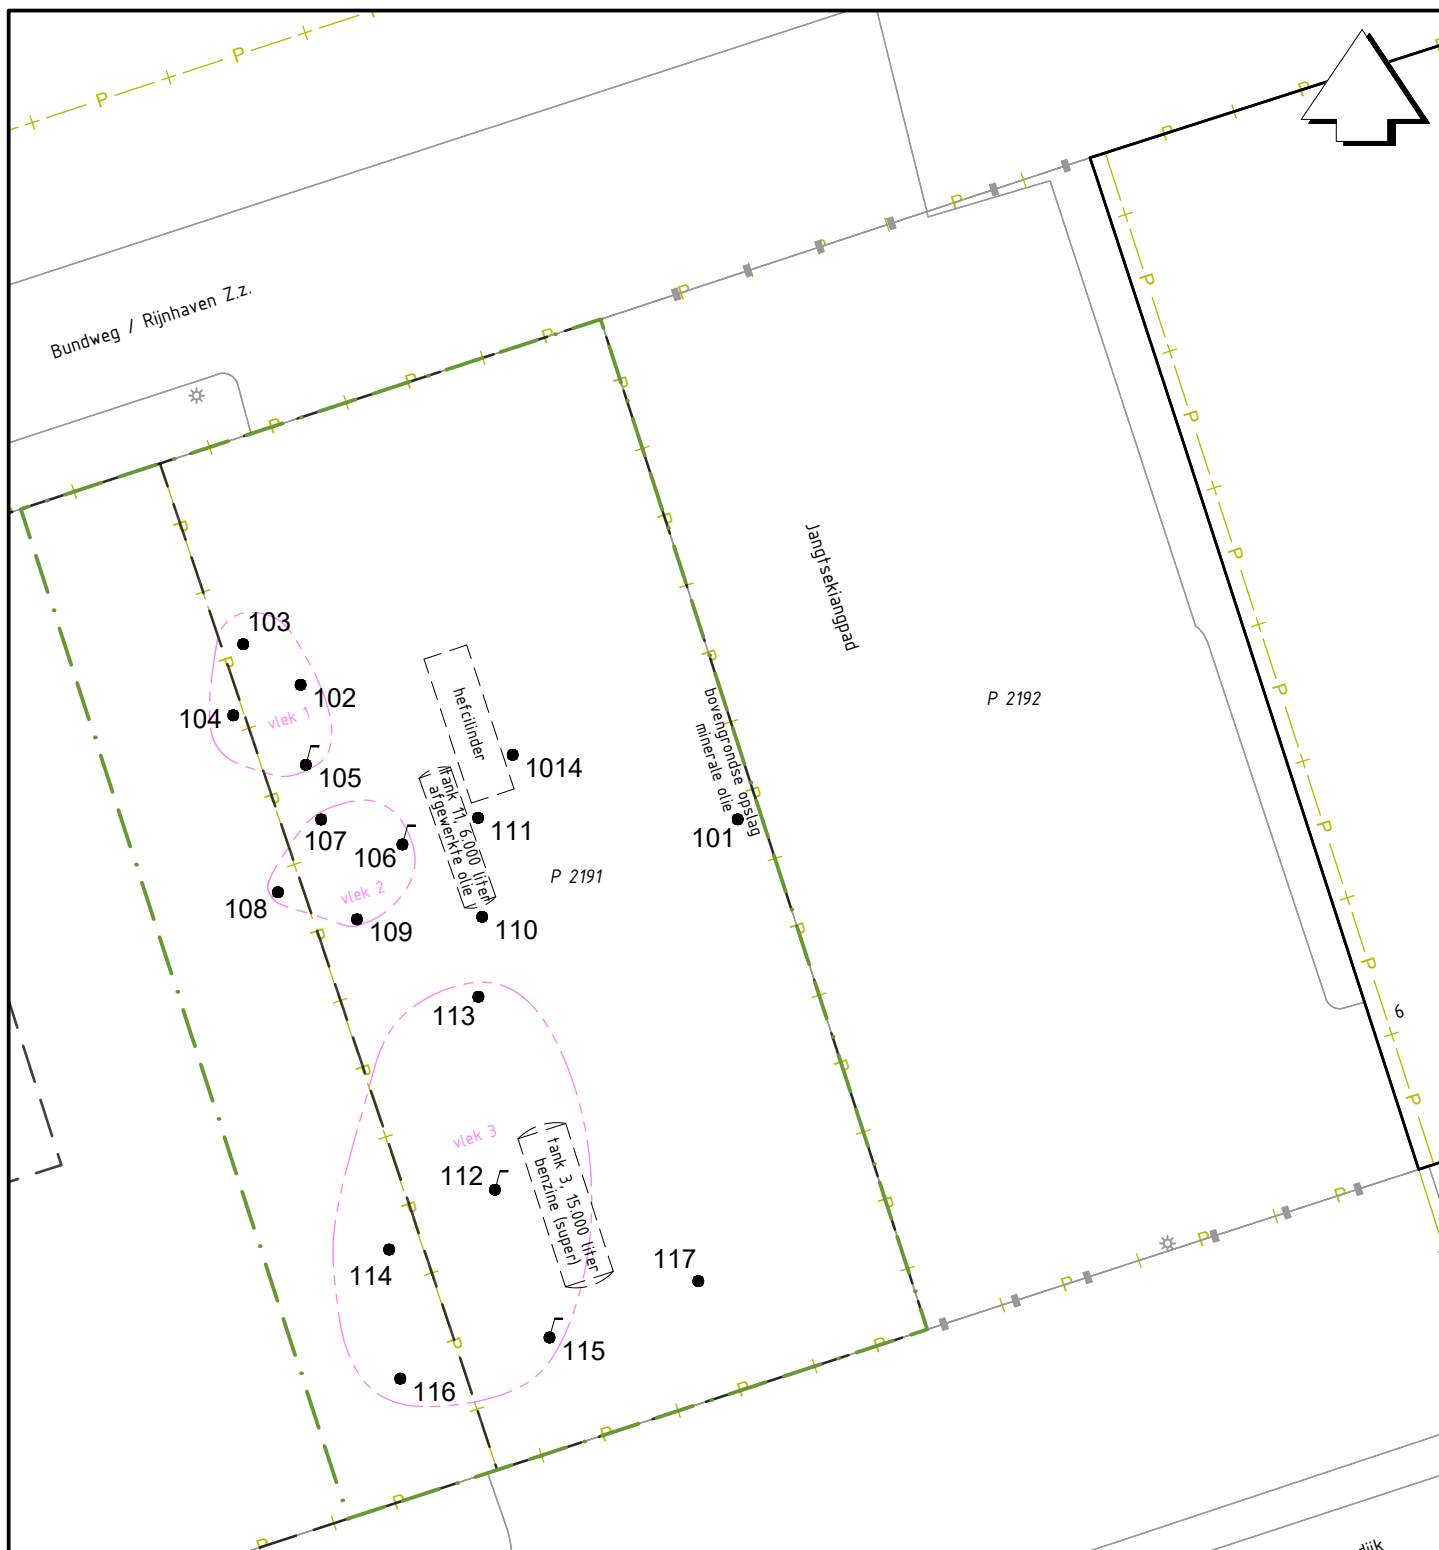 Bundweg / Rijnhaven Z.z.
Jangtsekiangpad
103
102
104
vlek 1
105
hefcilinder
1014
bovengrondse opslag
minerale olie
P 2192
101
107
106
tank 11, 6.000 liter
afgewerkte olie
111
P 2191
vlek 2
108
109
110
113
6
vlek 3
112
tank 3, 15.000 liter
benzine (super)
114
117
115
116